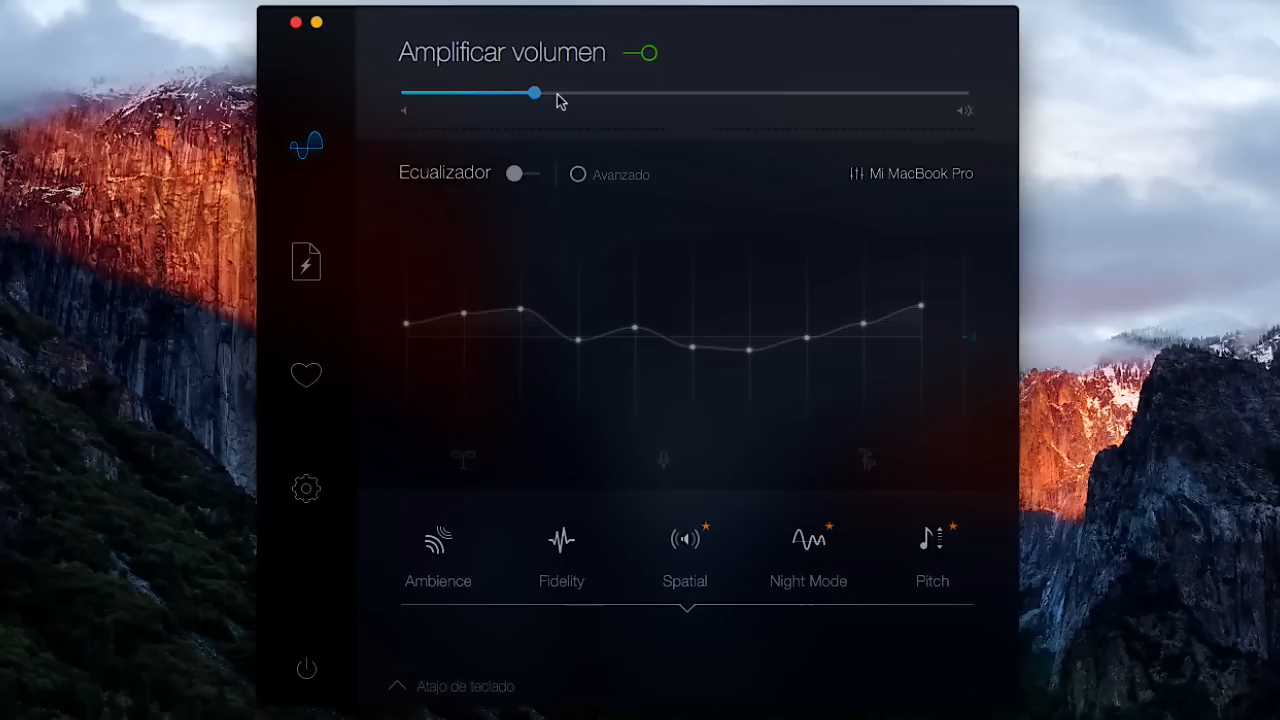 Amplificar volumen
Ecualizador
Avanzado
Mi MacBook Pro
Ambience
Fidelity
Spatial
Night Mode
Pitch
Atajo de teclado